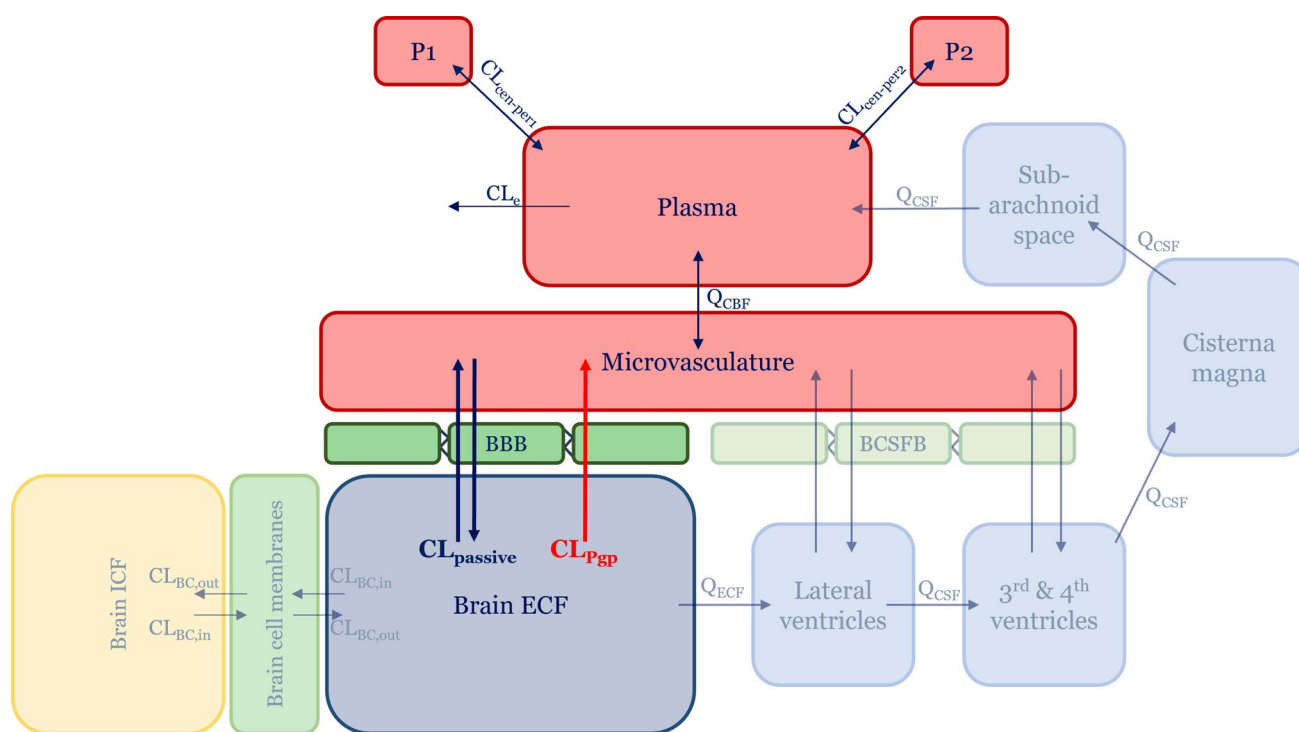 P1
P2
CLcen-per1
CLcen-per2
Plasma
CLe
QCSF
Sub-
arachnoid
space
QCSF
QCBF
Microvasculature
Cisterna
magna
BBB
BCSFB
QCSF
Brain ICF
Brain cell membranes
CLpassive
CLPgp
CLBC,out
CLBC,in
CLBC,in
CLBC,out
Brain ECF
QECF
Lateral
ventricles
QCSF
3rd & 4th
ventricles